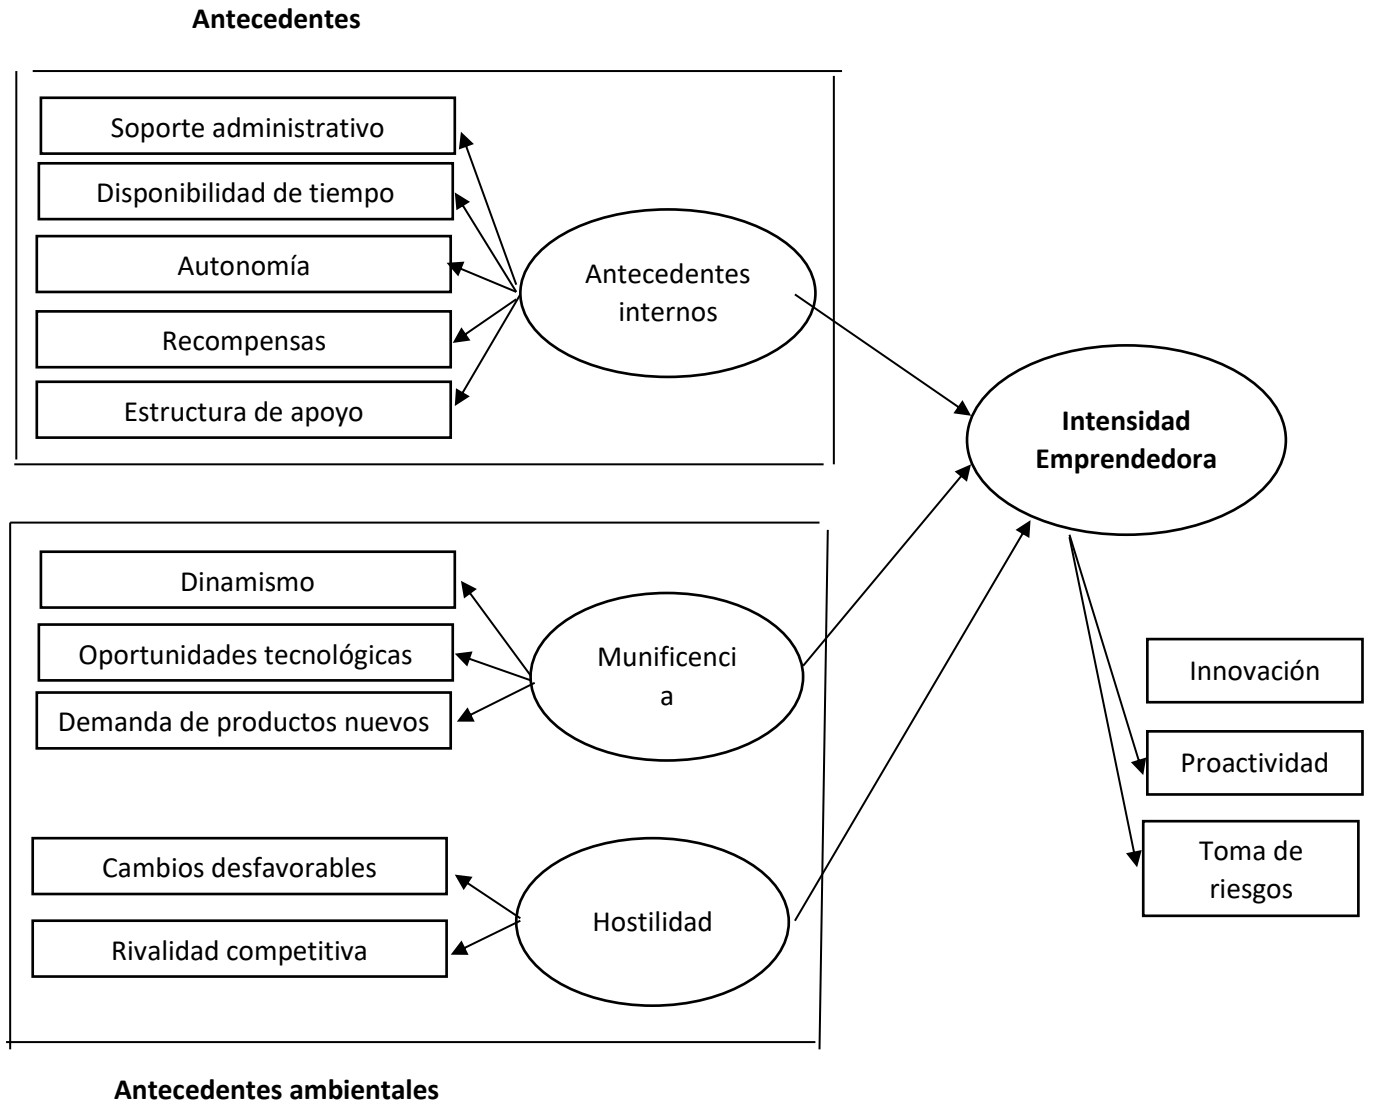 Antecedentes
Soporte administrativo
Disponibilidad de tiempo
Autonomía
Recompensas
Estructura de apoyo
Antecedentes
internos
Intensidad
Emprendedora
Dinamismo
Oportunidades tecnológicas
Demanda de productos nuevos
Munificenci
a
Innovación
Proactividad
Toma de
riesgos
Cambios desfavorables
Rivalidad competitiva
Hostilidad
Antecedentes ambientales